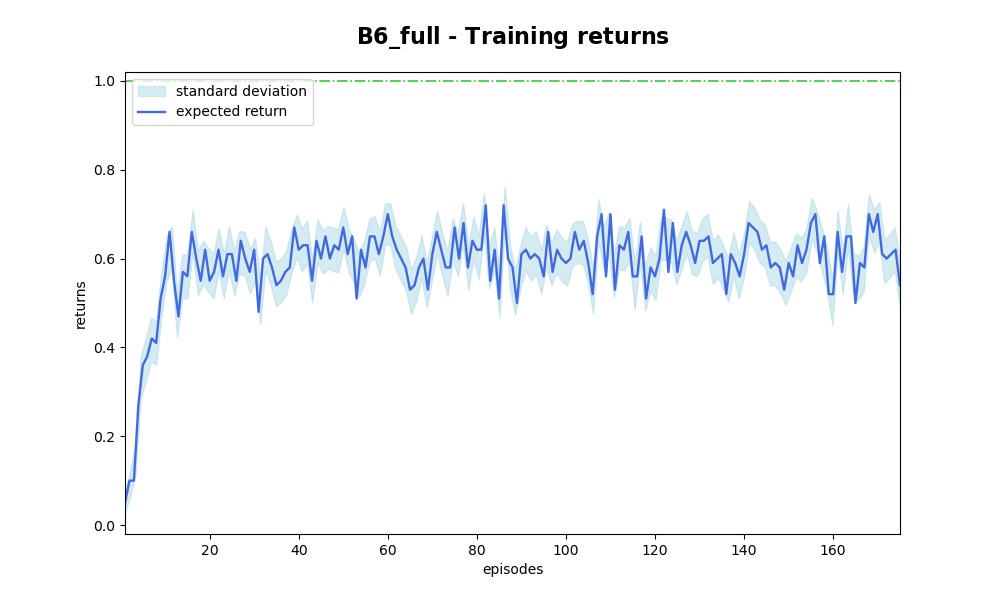 B6_full - Training returns
standard deviation
expected return
1.0
0.8
0.6
0.4
0.2
0.0
returns
20 40 60 80 100 120 140 160
episodes